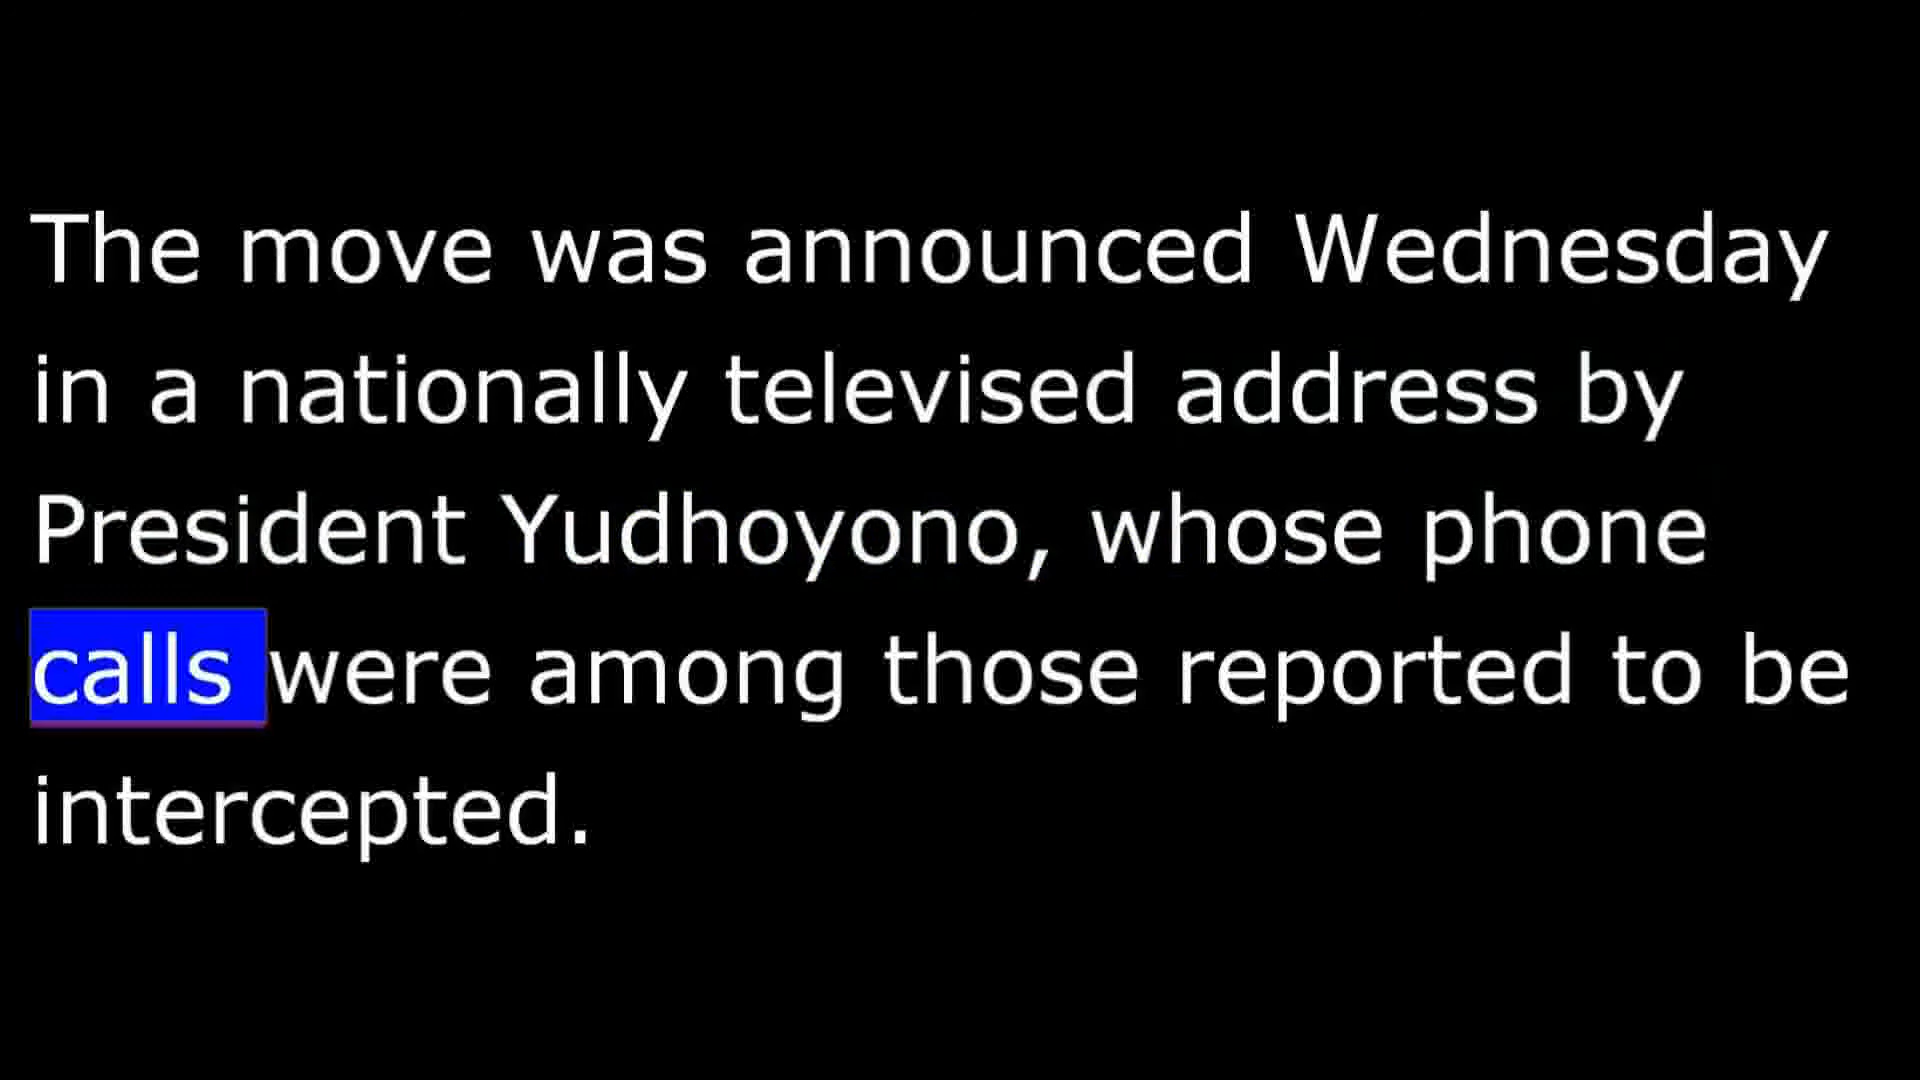 The move was announced Wednesday
in a nationally televised address by
President Yudhoyono, whose phone
calls were among those reported to be
intercepted.